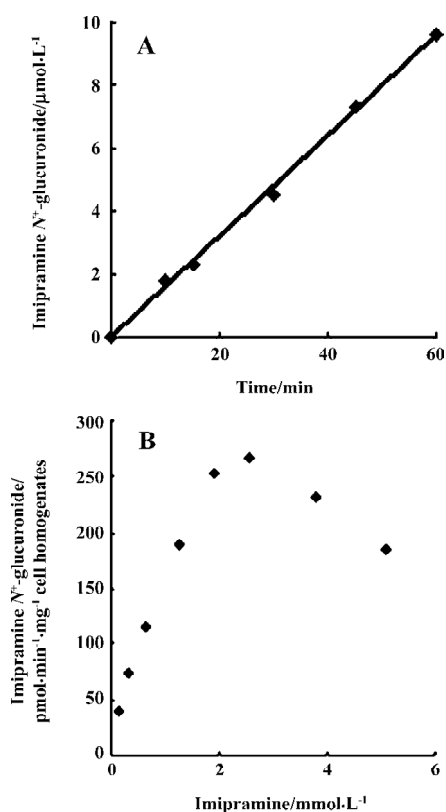 A
Imipramine N⁺-glucuronide/μmol·L⁻¹
10
8
6
4
2
0
20
40
60
Time/min
B
Imipramine N⁺-glucuronide/
pmol·min⁻¹·mg⁻¹ cell homogenates
300
250
200
150
100
50
0
0
2
4
6
Imipramine/mmol·L⁻¹